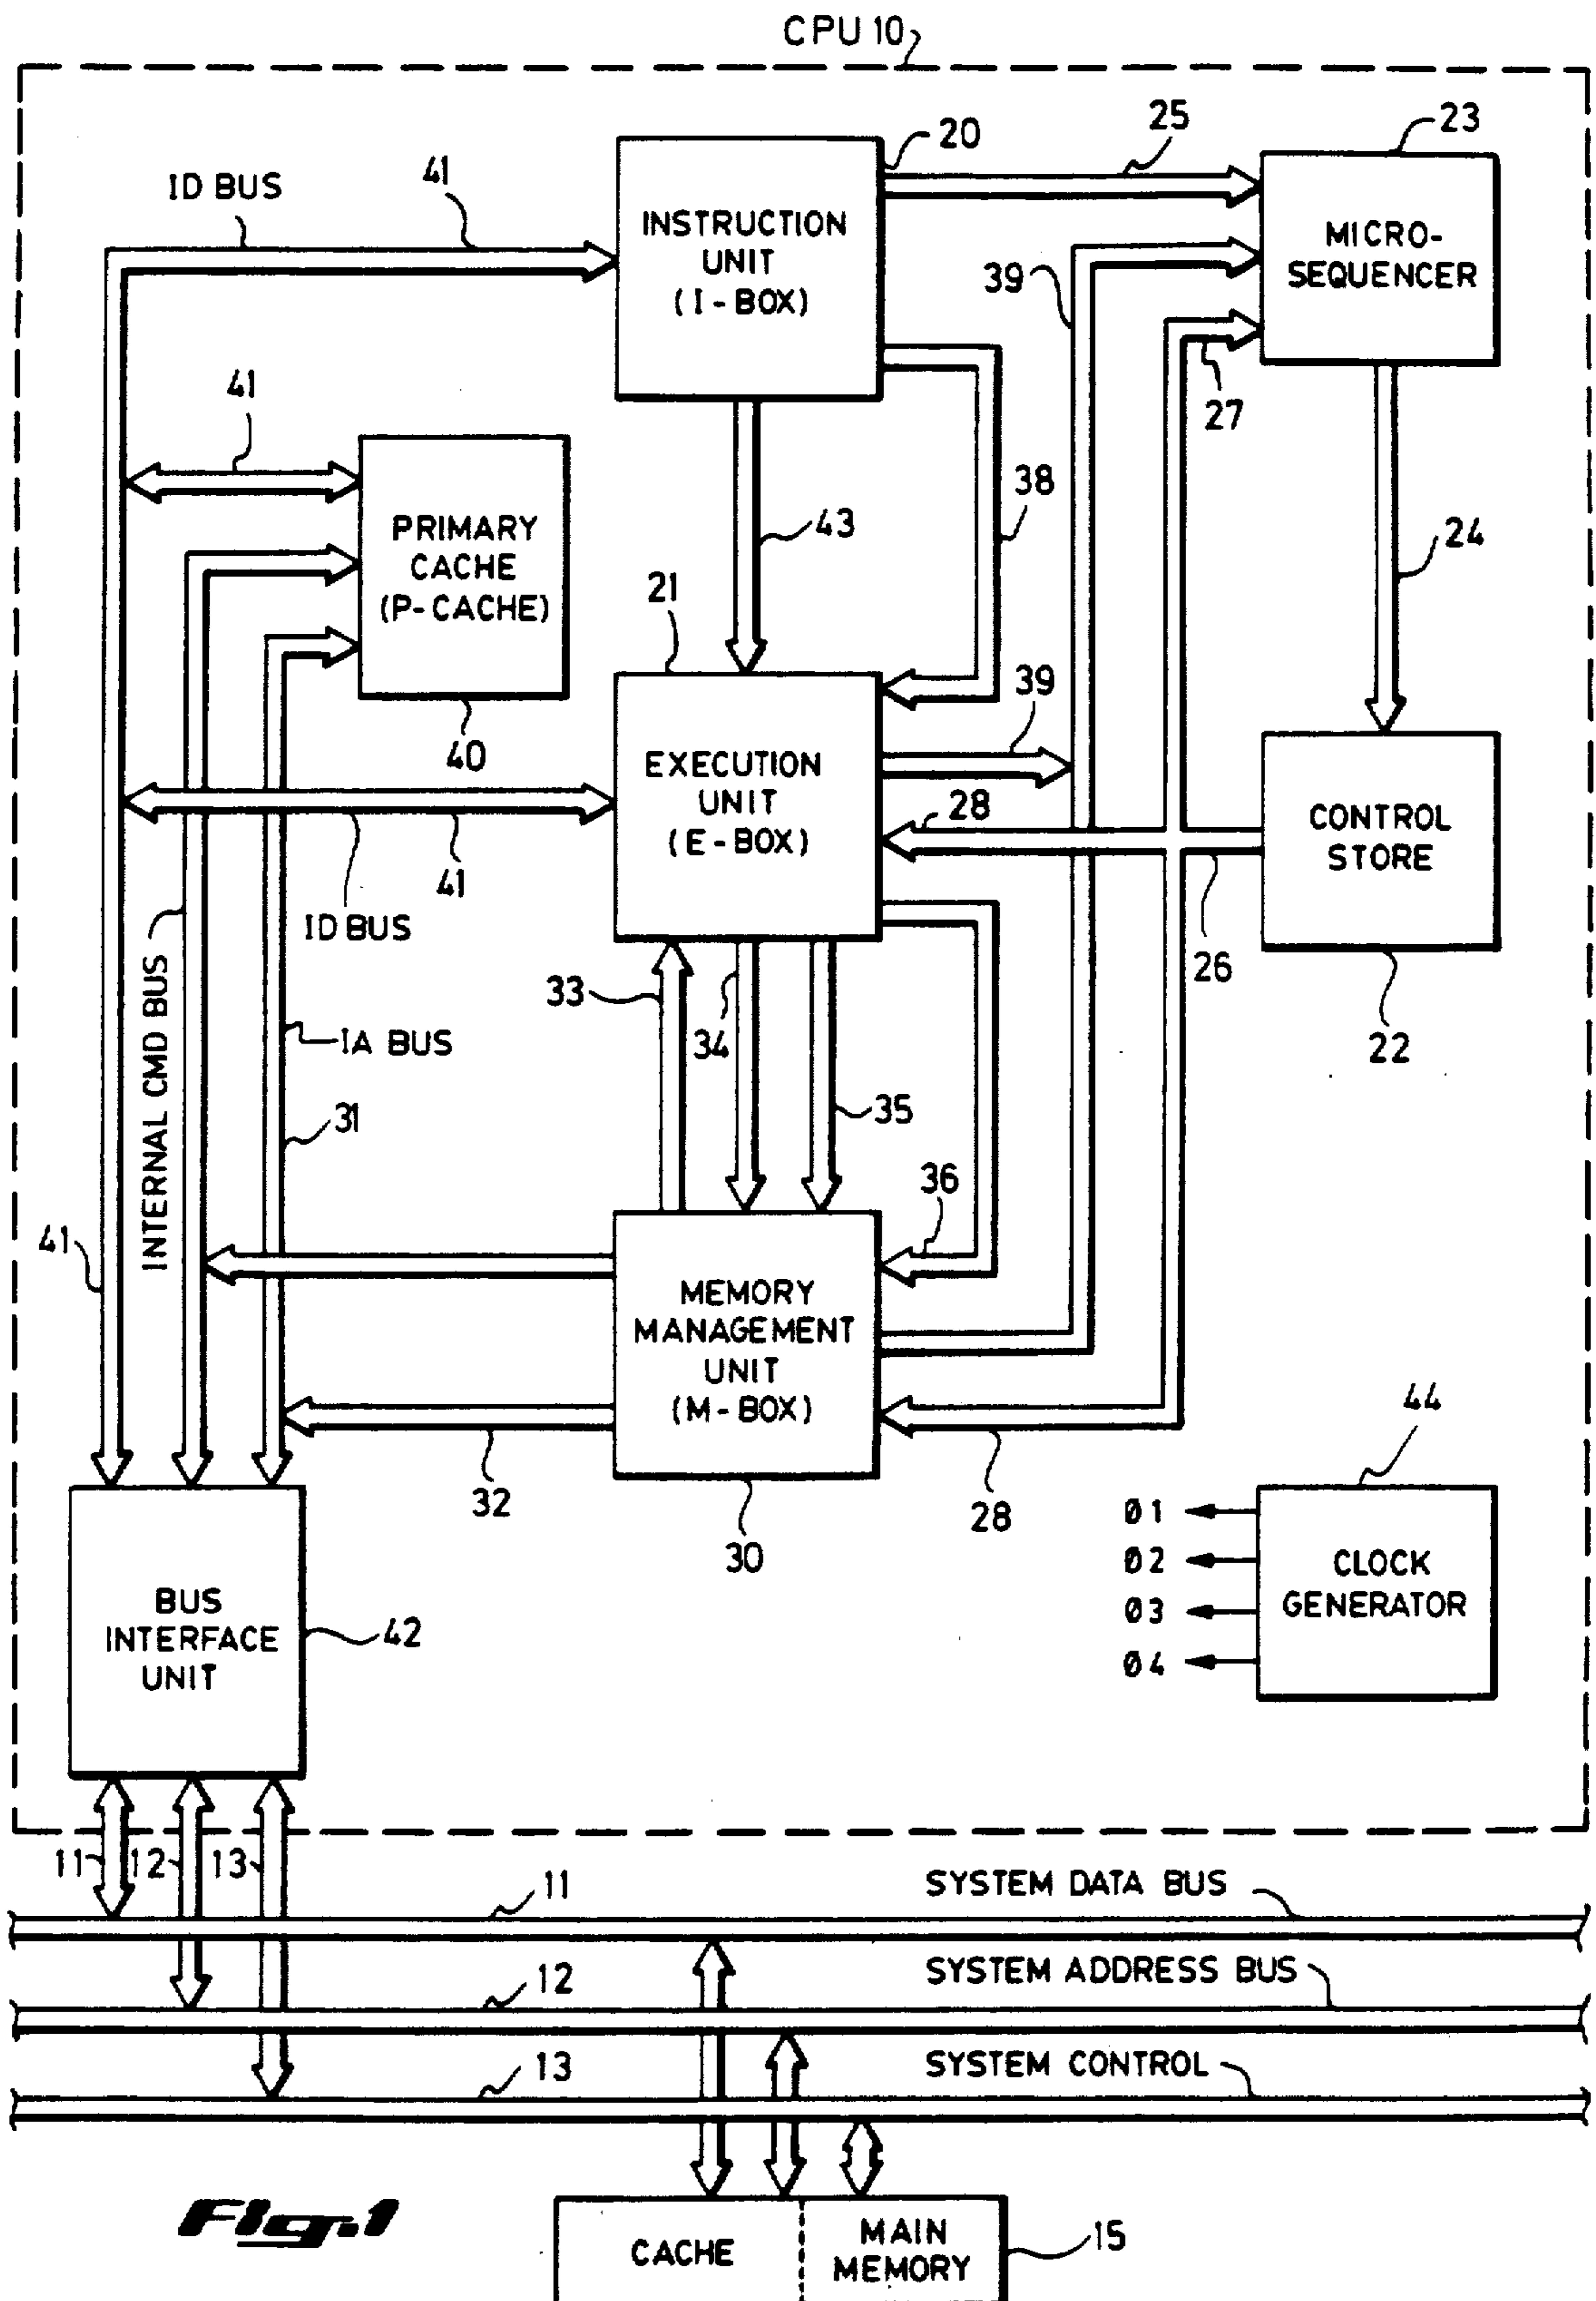 CPU 10
20
25
23
ID BUS
41
INSTRUCTION
UNIT
(I-BOX)
MICRO-
SEQUENCER
39
27
41
38
PRIMARY
CACHE
(P-CACHE)
43
24
21
40
39
EXECUTION
UNIT
(E-BOX)
28
CONTROL
STORE
41
ID BUS
26
22
INTERNAL CMD BUS
33
34
IA BUS
35
31
36
41
MEMORY
MANAGEMENT
UNIT
(M-BOX)
44
32
28
30
Ø1
Ø2
Ø3
Ø4
CLOCK
GENERATOR
BUS
INTERFACE
UNIT
42
11
12
13
11
SYSTEM DATA BUS
12
SYSTEM ADDRESS BUS
13
SYSTEM CONTROL
Fig.1
CACHE
MAIN
MEMORY
15